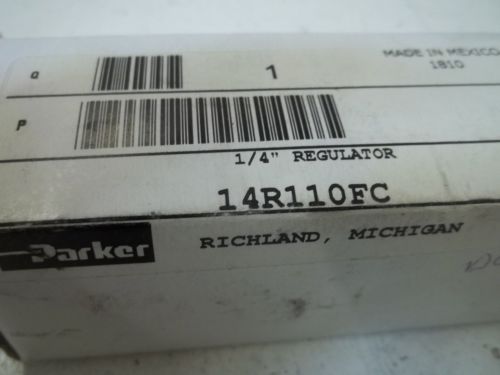 Q
1
MADE IN MEXICO
1810
P
1/4" REGULATOR
14R110FC
Parker
RICHLAND, MICHIGAN